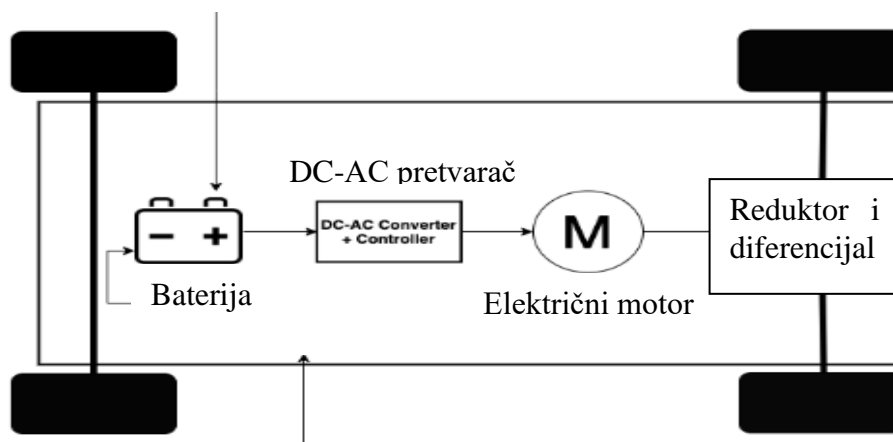 DC-AC pretvarač
DC-AC Converter
+ Controller
M
Reduktor i
diferencijal
Baterija
Električni motor